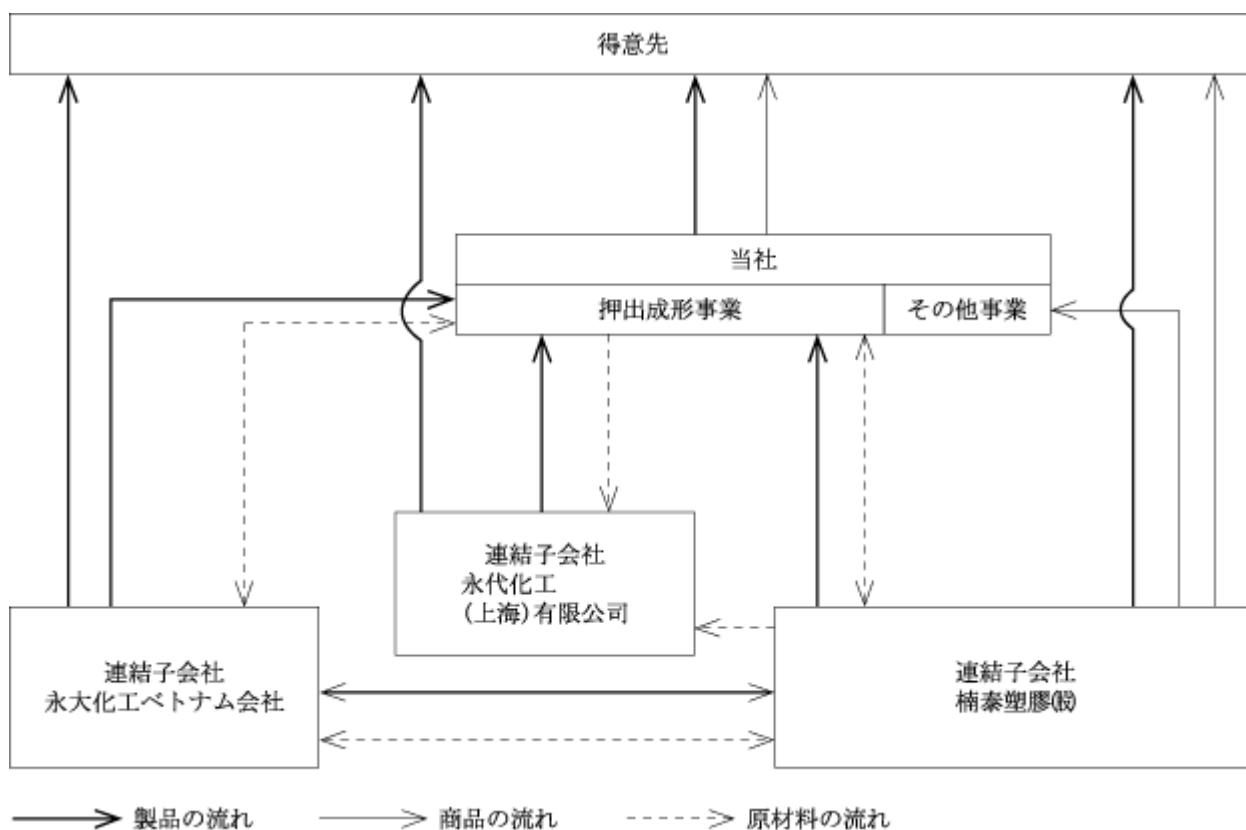 得意先
当社
押出成形事業
その他事業
連結子会社
永代化工
(上海)有限公司
連結子会社
永大化工ベトナム会社
連結子会社
楠泰塑膠㈲
製品の流れ
商品の流れ
原材料の流れ